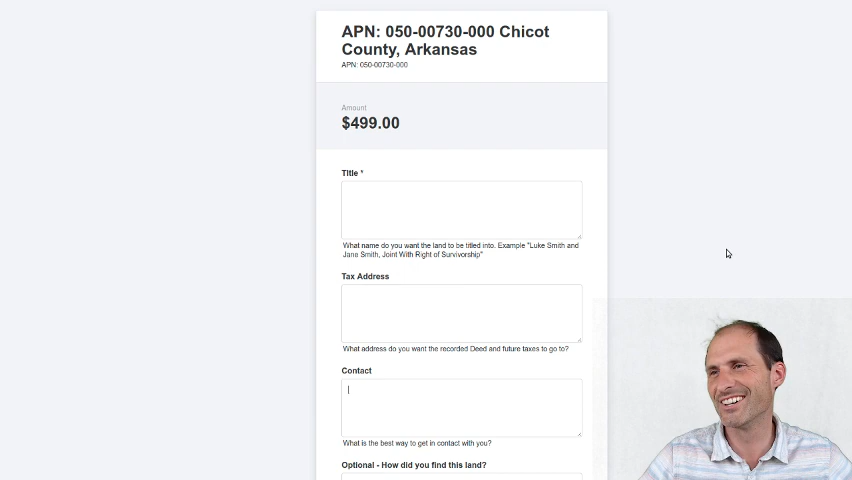 APN: 050-00730-000 Chicot
County, Arkansas
APN: 050-00730-000
Amount
$499.00
Title *
What name do you want the land to be titled into. Example "Luke Smith and
Jane Smith, Joint With Right of Survivorship"
Tax Address
What address do you want the recorded Deed and future taxes to go to?
Contact
What is the best way to get in contact with you?
Optional - How did you find this land?